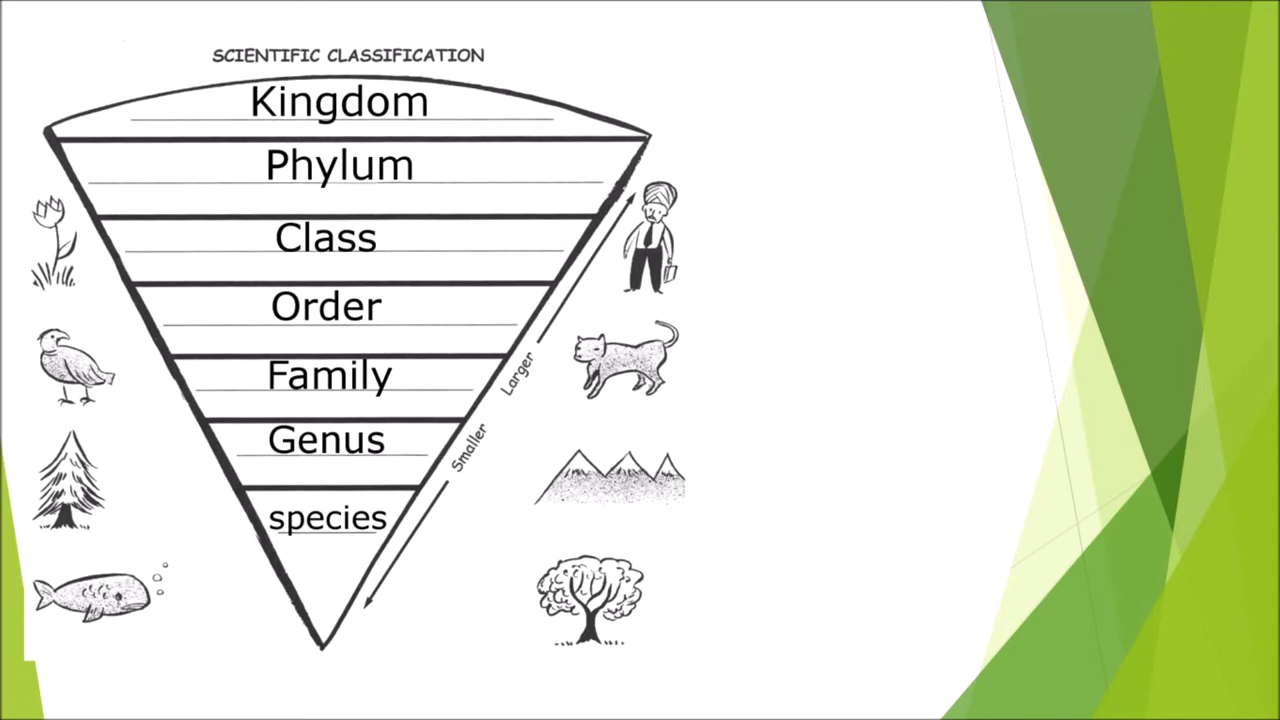 SCIENTIFIC CLASSIFICATION
Kingdom
Phylum
Class
Order
Family
Genus
species
Larger
Smaller